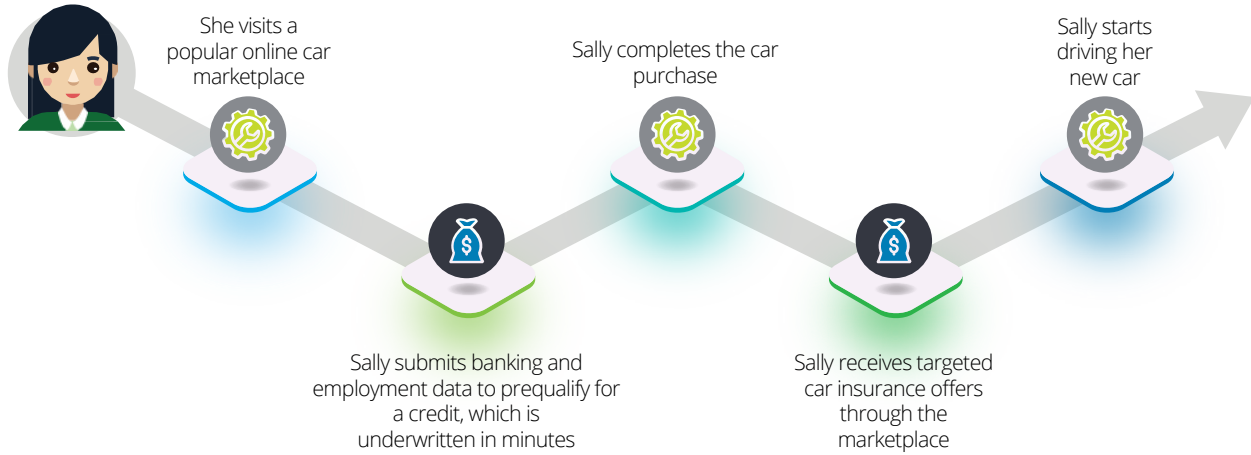 She visits a
popular online car
marketplace
Sally submits banking and
employment data to prequalify for
a credit, which is
underwritten in minutes
Sally completes the car
purchase
Sally receives targeted
car insurance offers
through the
marketplace
Sally starts
driving her
new car
$
$